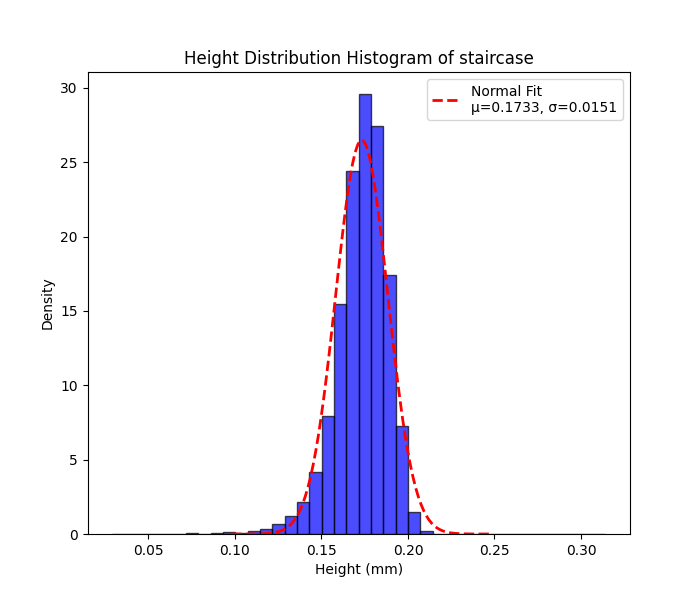 Height Distribution Histogram of staircase
Normal Fit
μ=0.1733, σ=0.0151
30
25
20
15
10
5
0
Density
0.05 0.10 0.15 0.20 0.25 0.30
Height (mm)